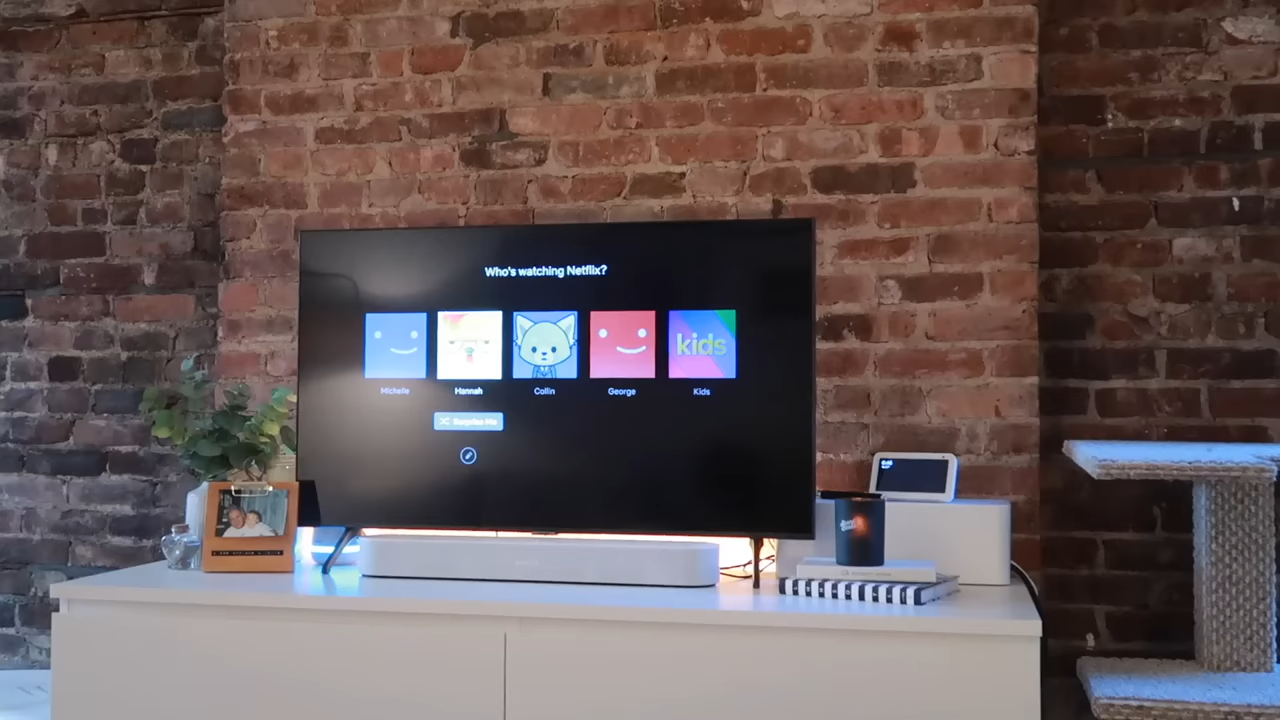 Who's watching Netflix?
Michelle
Hannah
Collin
George
kids
Kids
Surprise Me